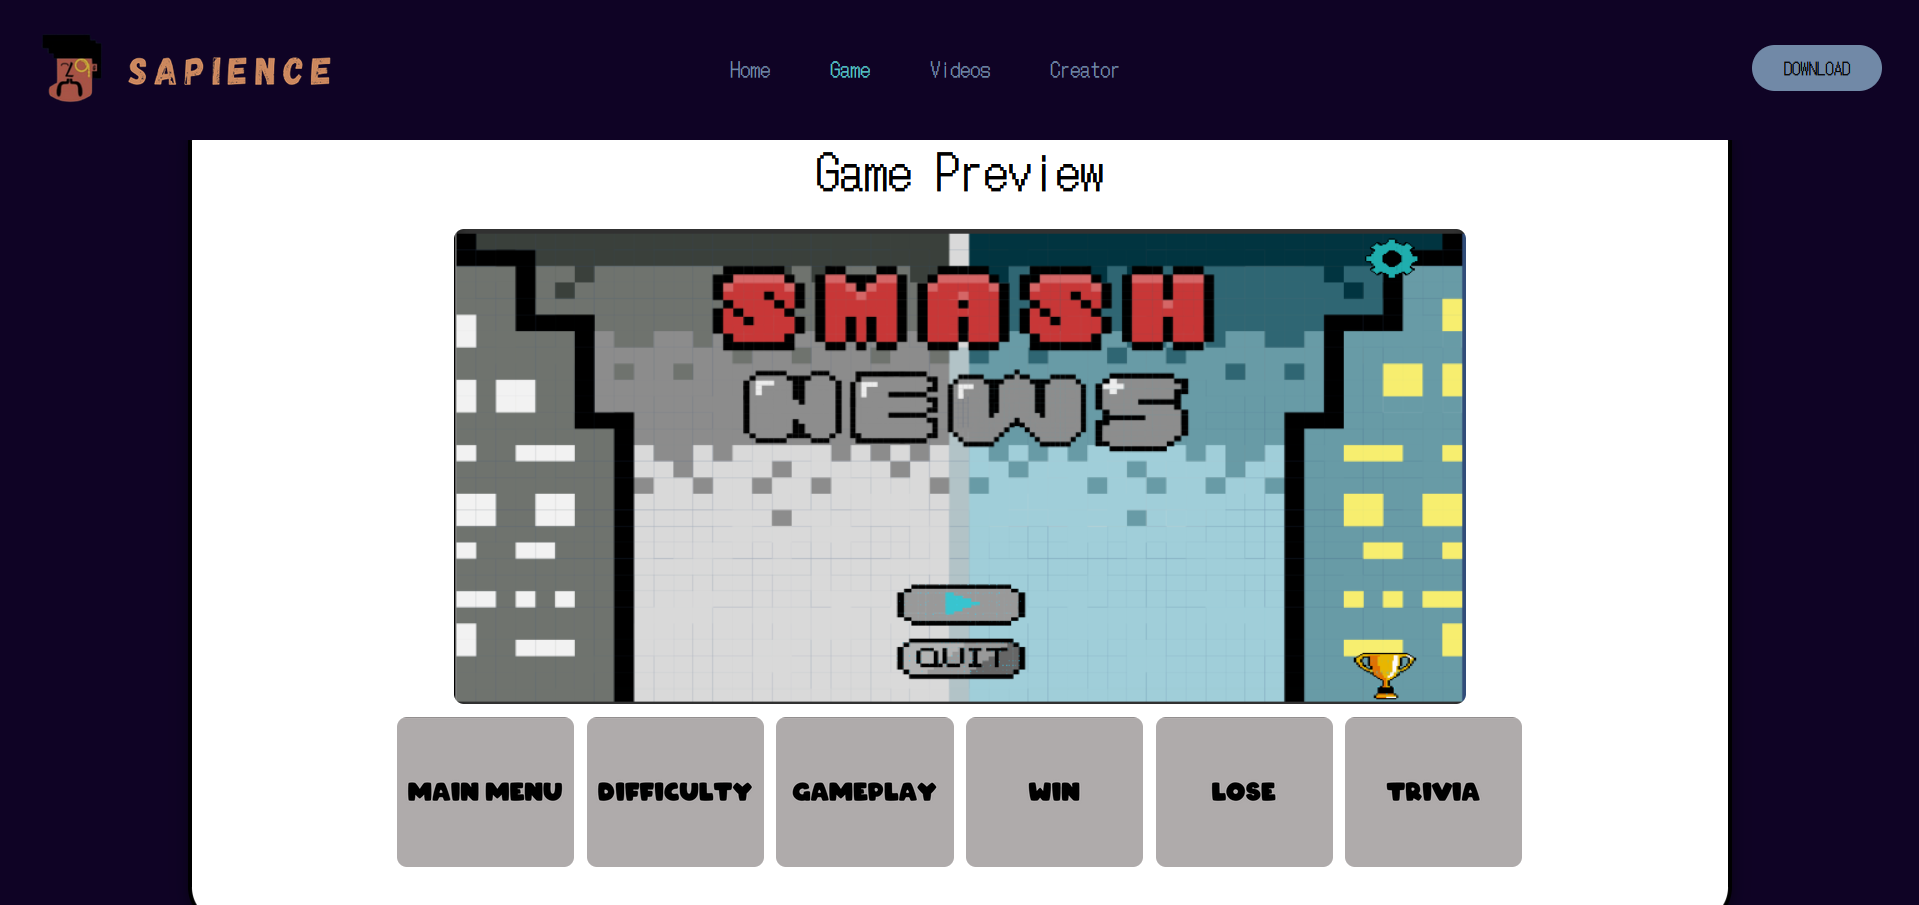 SAPIENCE
Home Game Videos Creator
DOWNLOAD
Game Preview
SMASH
NEWS
QUIT
MAIN MENU DIFFICULTY GAMEPLAY WIN LOSE TRIVIA